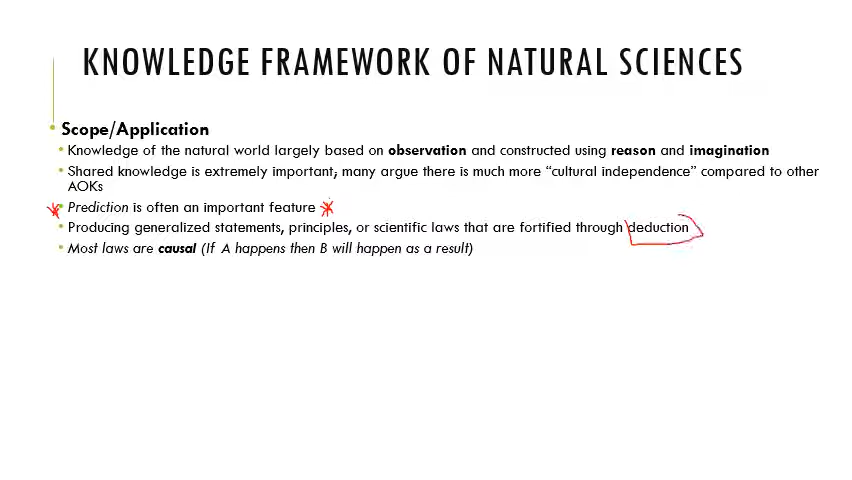 KNOWLEDGE FRAMEWORK OF NATURAL SCIENCES
• Scope/Application
• Knowledge of the natural world largely based on observation and constructed using reason and imagination
• Shared knowledge is extremely important; many argue there is much more “cultural independence” compared to other
AOKs
• Prediction is often an important feature
• Producing generalized statements, principles, or scientific laws that are fortified through deduction
• Most laws are causal (If A happens then B will happen as a result)